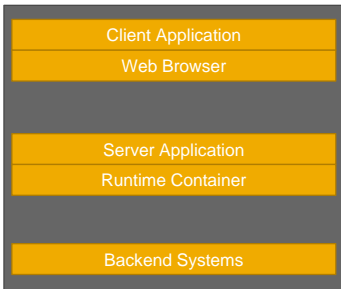 Client Application
Web Browser
Server Application
Runtime Container
Backend Systems